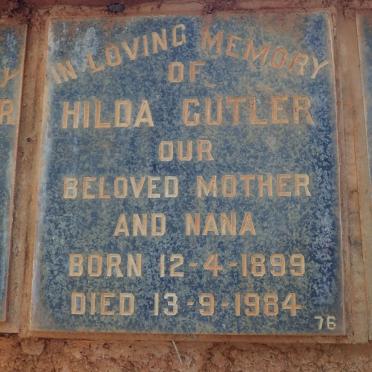 IN LOVING MEMORY
OF
HILDA GUTLER
OUR
BELOVED MOTHER
AND NANA
BORN 12-4-1899
DIED 13-9-1984
76